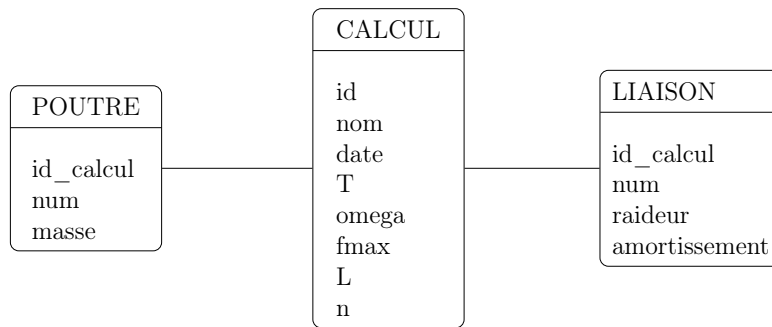 POUTRE
id_calcul
num
masse
CALCUL
id
nom
date
T
omega
fmax
L
n
LIAISON
id_calcul
num
raideur
amortissement